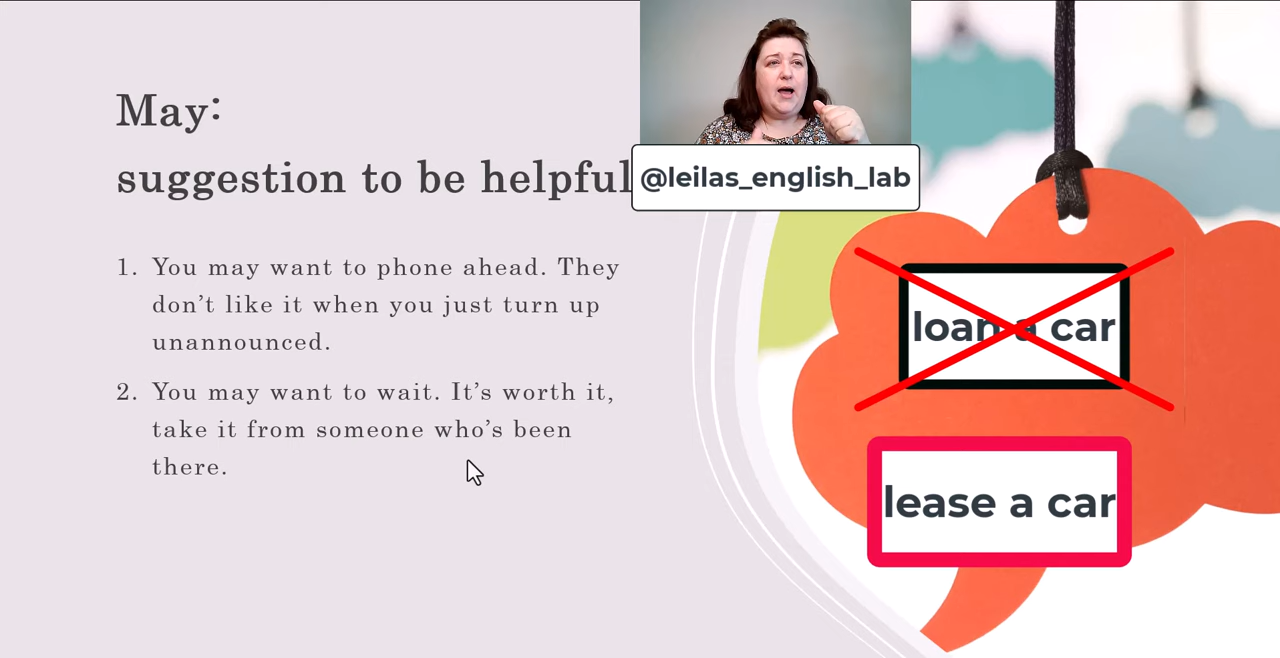 May:
suggestion to be helpful
@leilas_english_lab
1. You may want to phone ahead. They
don't like it when you just turn up
unannounced.
2. You may want to wait. It's worth it,
take it from someone who's been
there.
loan a car
lease a car